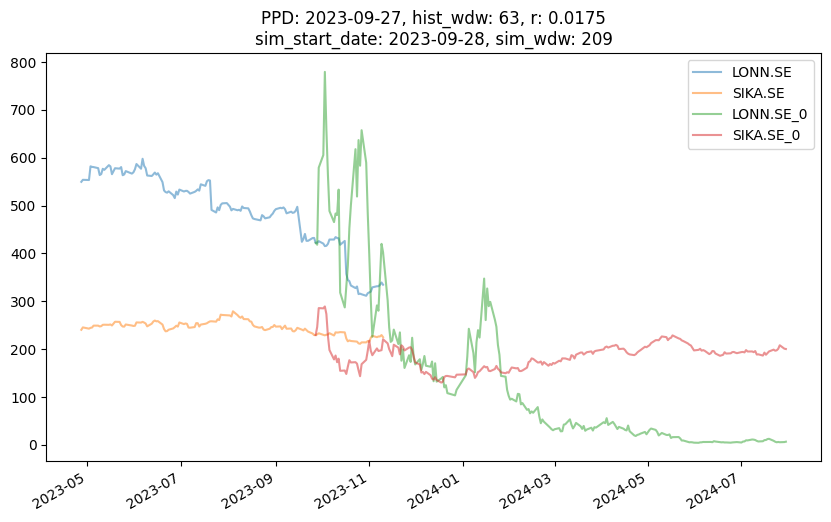 PPD: 2023-09-27, hist_wdw: 63, r: 0.0175
sim_start_date: 2023-09-28, sim_wdw: 209
LONN.SE
SIKA.SE
LONN.SE_0
SIKA.SE_0
800
700
600
500
400
300
200
100
0
2023-05
2023-07
2023-09
2023-11
2024-01
2024-03
2024-05
2024-07